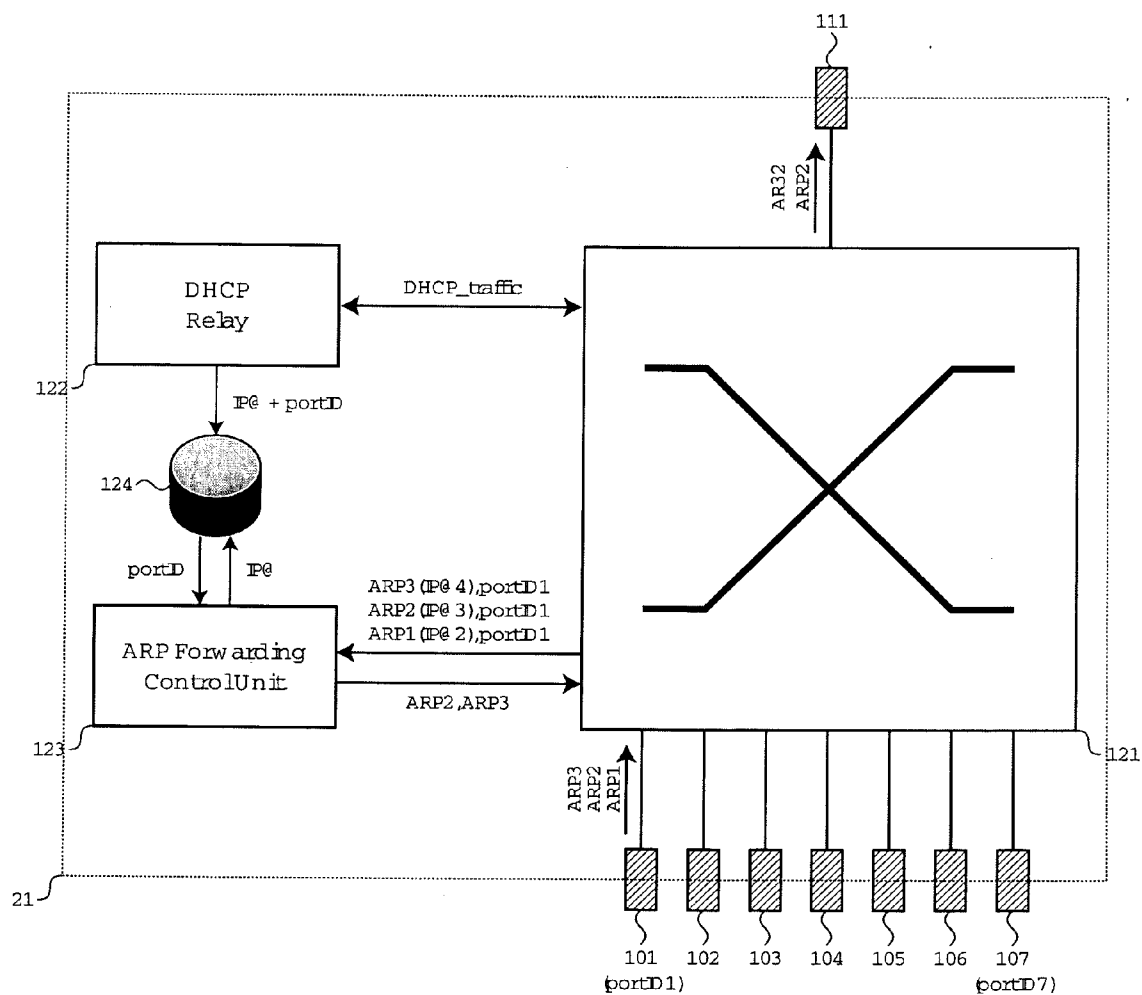 111
AR32
ARP2
DHCP
Relay
DHCP_traffic
122
IP@ + portID
124
portID
IP@
ARP3 (IP@ 4),portID1
ARP2 (IP@ 3),portID1
ARP1 (IP@ 2),portID1
ARP Forwarding
Control Unit
ARP2,ARP3
123
121
ARP3
ARP2
ARP1
21
101
102
103
104
105
106
107
(portID1)
(portID7)